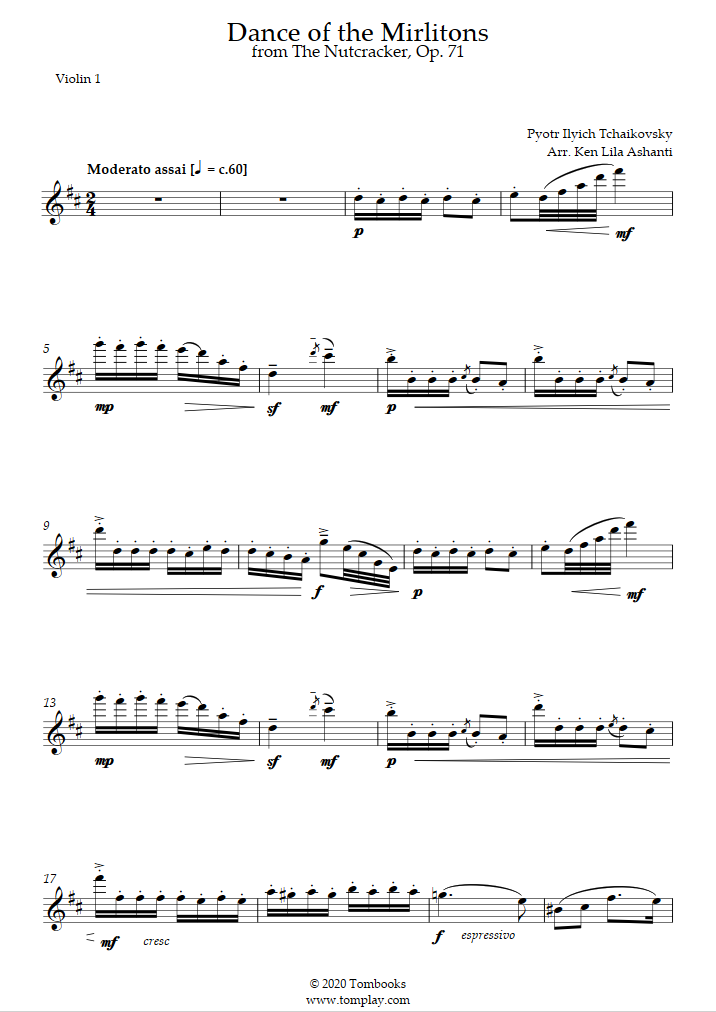 Dance of the Mirlitons
from The Nutcracker, Op. 71
Violin 1
Pyotr Ilyich Tchaikovsky
Arr. Ken Lila Ashanti
Moderato assai [♩ = c.60]
2
4
p mf
5
mp sf mf p
9
f p mf
13
mp sf mf p
17
mf cresc f espressivo
© 2020 Tombooks
www.tomplay.com